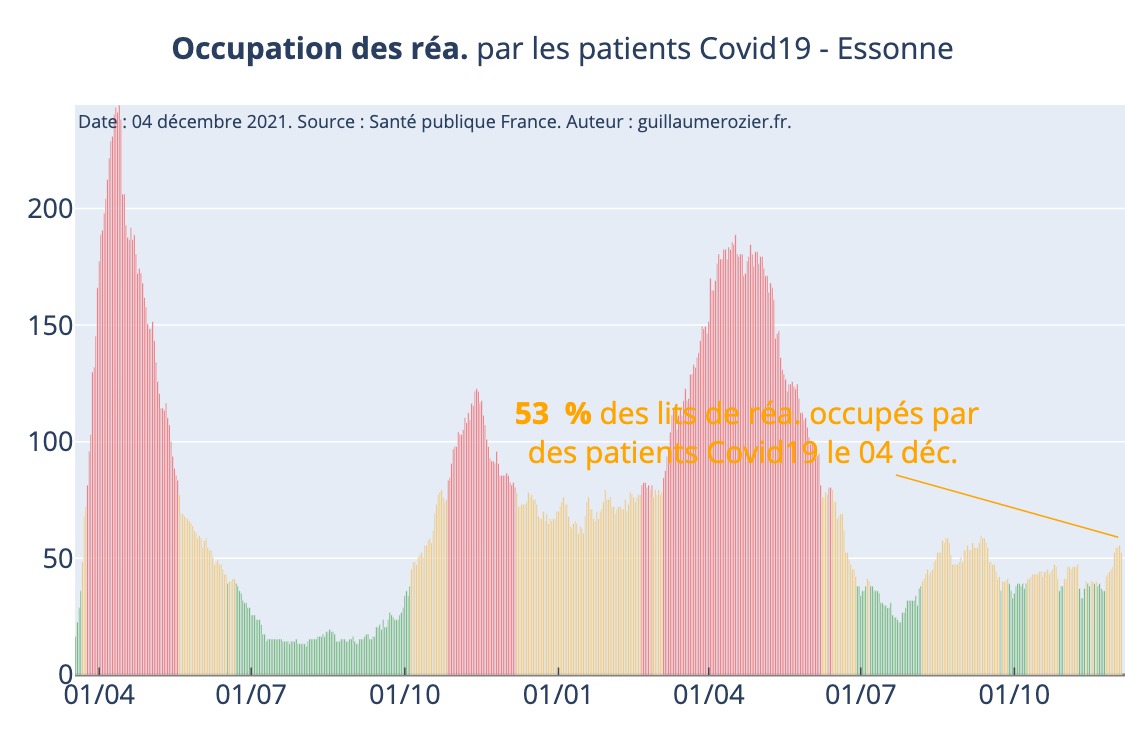 Occupation des réa. par les patients Covid19 - Essonne
Date : 04 décembre 2021. Source : Santé publique France. Auteur : guillaumerozier.fr.
200
150
53 % des lits de réa. occupés par
des patients Covid19 le 04 déc.
100
50
0
01/04 01/07 01/10 01/01 01/04 01/07 01/10